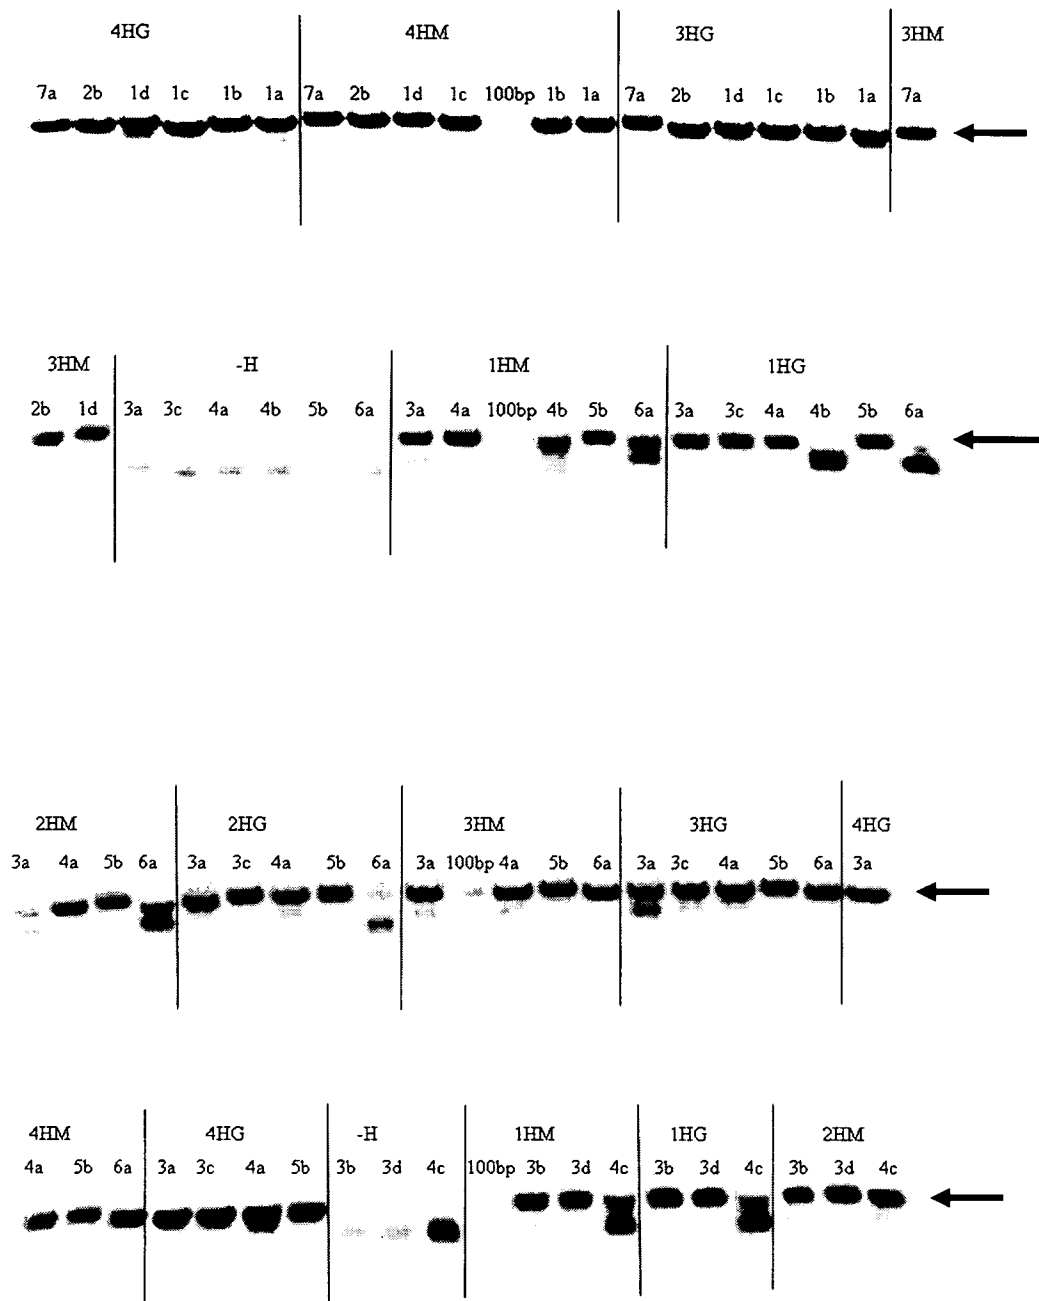 4HG 4HM 3HG 3HM
7a 2b 1d 1c 1b 1a 7a 2b 1d 1c 100bp 1b 1a 7a 2b 1d 1c 1b 1a 7a
3HM -H 1HM 1HG
2b 1d 3a 3c 4a 4b 5b 6a 3a 4a 100bp 4b 5b 6a 3a 3c 4a 4b 5b 6a
2HM 2HG 3HM 3HG 4HG
3a 4a 5b 6a 3a 3c 4a 5b 6a 3a 100bp 4a 5b 6a 3a 3c 4a 5b 6a 3a
4HM 4HG -H 1HM 1HG 2HM
4a 5b 6a 3a 3c 4a 5b 3b 3d 4c 100bp 3b 3d 4c 3b 3d 4c 3b 3d 4c